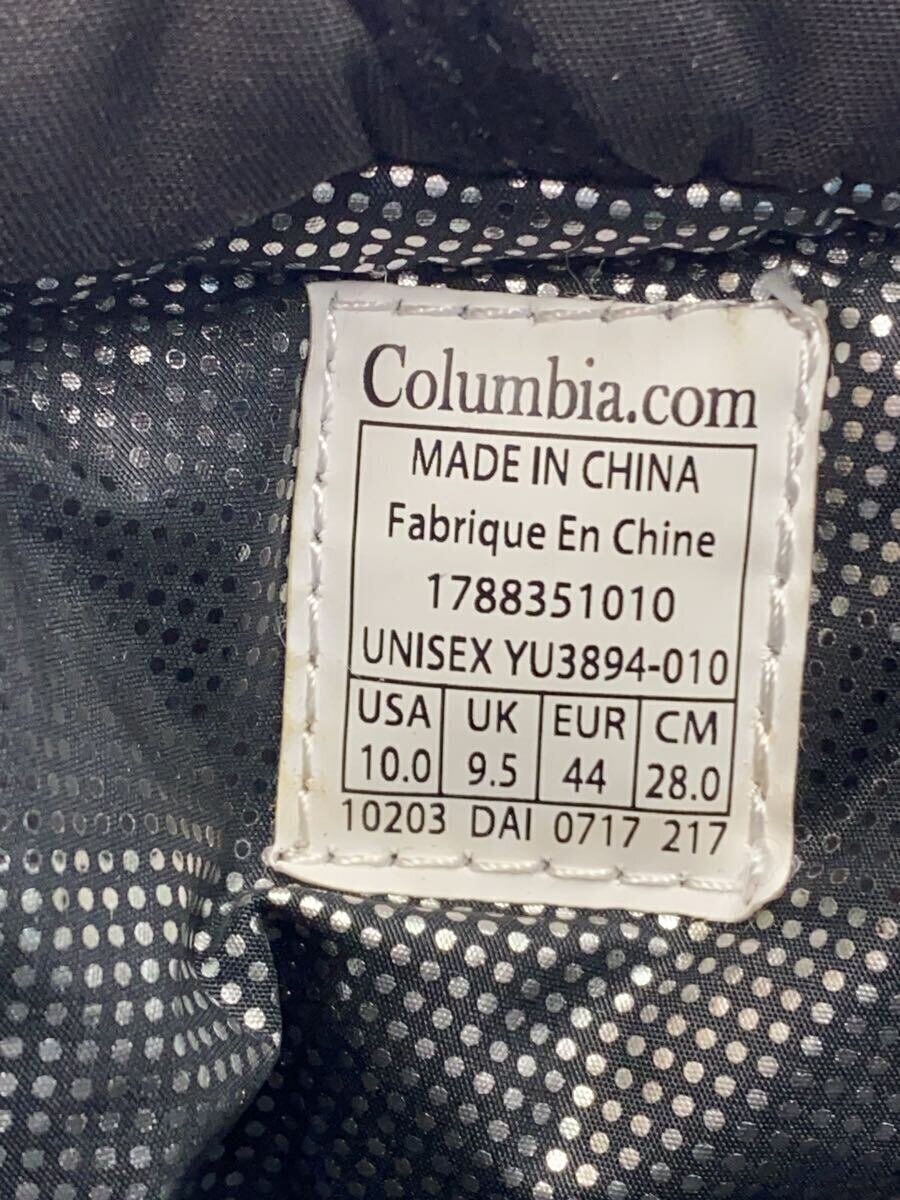 Columbia.com
MADE IN CHINA
Fabrique En Chine
1788351010
UNISEX YU3894-010
USA UK EUR CM
10.0 9.5 44 28.0
10203 DAI 0717 217